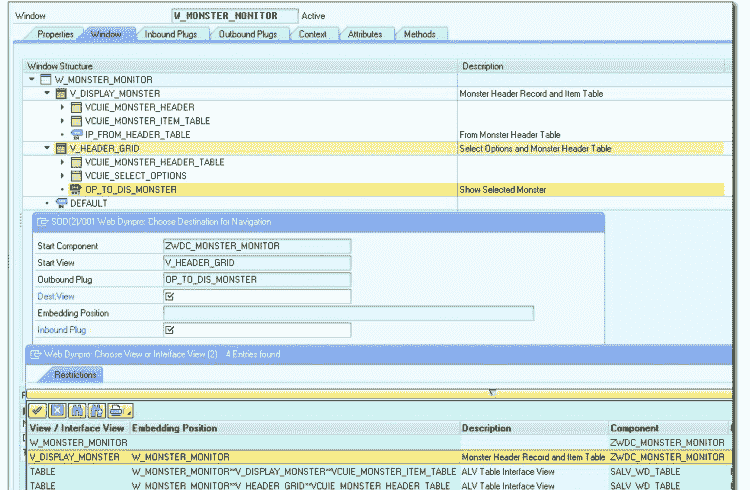 Window W_MONSTER_MONITOR Active
Properties Window Inbound Plugs Outbound Plugs Context Attributes Methods
Window Structure Description
W_MONSTER_MONITOR
V_DISPLAY_MONSTER Monster Header Record and Item Table
VCUIE_MONSTER_HEADER
VCUIE_MONSTER_ITEM_TABLE
IP_FROM_HEADER_TABLE From Monster Header Table
V_HEADER_GRID Select Options and Monster Header Table
VCUIE_MONSTER_HEADER_TABLE
VCUIE_SELECT_OPTIONS
OP_TO_DIS_MONSTER Show Selected Monster
DEFAULT
SOD(2)/001 Web Dynpro: Choose Destination for Navigation
Start Component ZWDC_MONSTER_MONITOR
Start View V_HEADER_GRID
Outbound Plug OP_TO_DIS_MONSTER
Dest.View
Embedding Position
Inbound Plug
Web Dynpro: Choose View or Interface View (2) 4 Entries found
Restrictions
View / Interface View Embedding Position Description Component
W_MONSTER_MONITOR ZWDC_MONSTER_MONITOR
V_DISPLAY_MONSTER W_MONSTER_MONITOR Monster Header Record and Item Table ZWDC_MONSTER_MONITOR
TABLE W_MONSTER_MONITOR**V_DISPLAY_MONSTER**VCUIE_MONSTER_ITEM_TABLE ALV Table Interface View SALV_WD_TABLE
TABLE W_MONSTER_MONITOR**V_HEADER_GRID**VCUIE_MONSTER_HEADER_TABLE ALV Table Interface View SALV_WD_TABLE